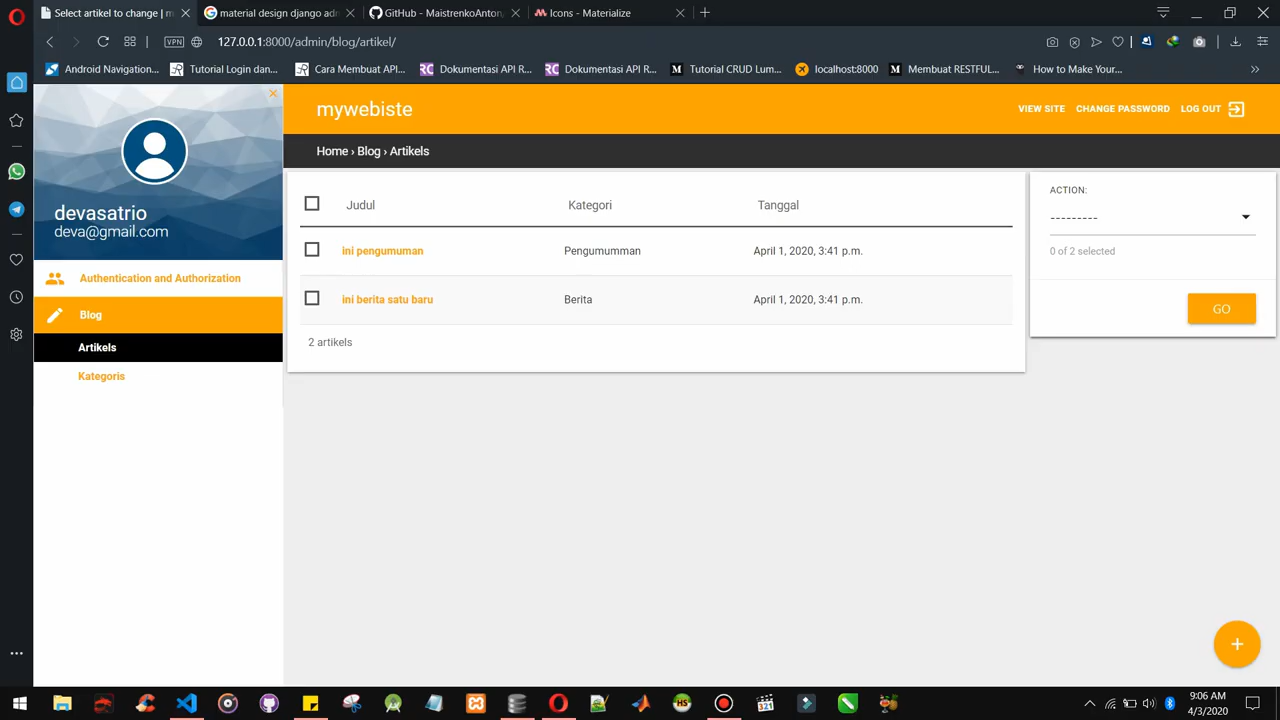 Select artikel to change | m
material design django adm
GitHub - MaistrenkoAnton,
Icons - Materialize
VPN
127.0.0.1:8000/admin/blog/artikel/
Android Navigation...
Tutorial Login dan...
Cara Membuat API...
Dokumentasi API R...
Dokumentasi API R...
Tutorial CRUD Lum...
localhost:8000
Membuat RESTFUL...
How to Make Your...
mywebiste
VIEW SITE
CHANGE PASSWORD
LOG OUT
Home › Blog › Artikels
devasatrio
deva@gmail.com
Authentication and Authorization
Blog
Artikels
Kategoris
Judul Kategori Tanggal
ini pengumuman Pengumumman April 1, 2020, 3:41 p.m.
ini berita satu baru Berita April 1, 2020, 3:41 p.m.
2 artikels
ACTION:
---------
0 of 2 selected
GO
+
9:06 AM
4/3/2020